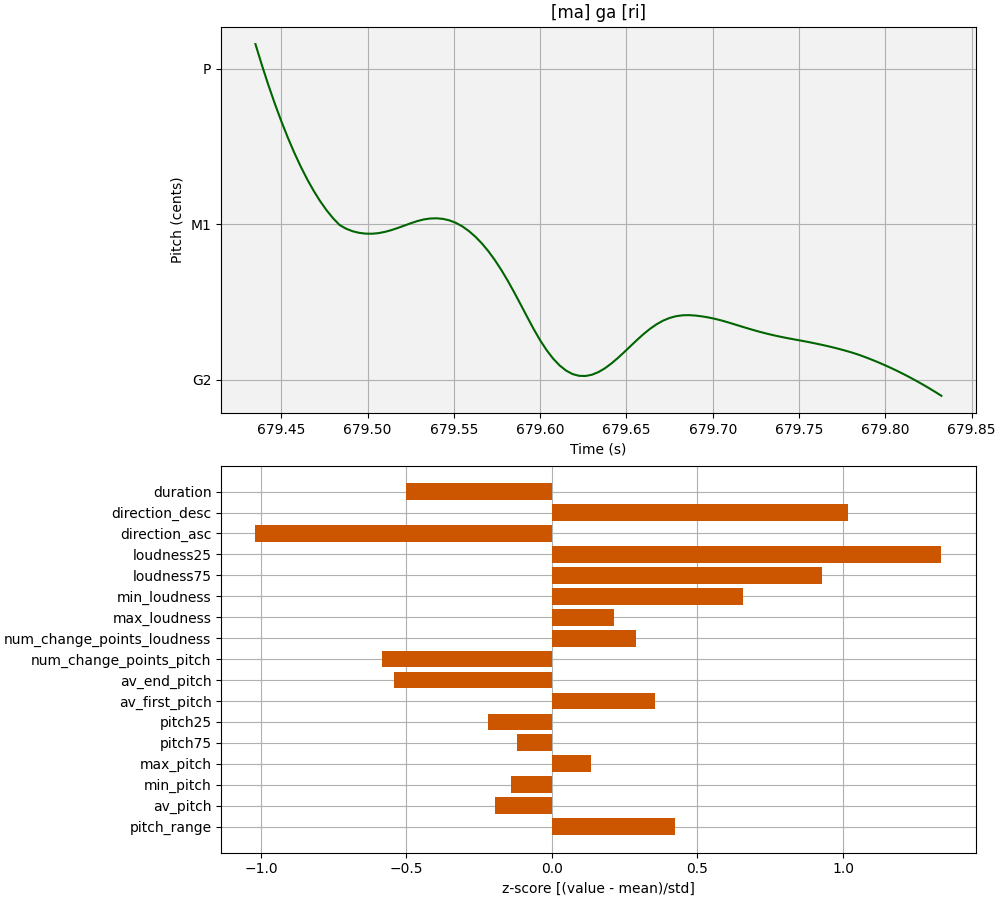 [ma] ga [ri]
Pitch (cents)
P
M1
G2
679.45 679.50 679.55 679.60 679.65 679.70 679.75 679.80 679.85
Time (s)
duration
direction_desc
direction_asc
loudness25
loudness75
min_loudness
max_loudness
num_change_points_loudness
num_change_points_pitch
av_end_pitch
av_first_pitch
pitch25
pitch75
max_pitch
min_pitch
av_pitch
pitch_range
−1.0 −0.5 0.0 0.5 1.0
z-score [(value - mean)/std]